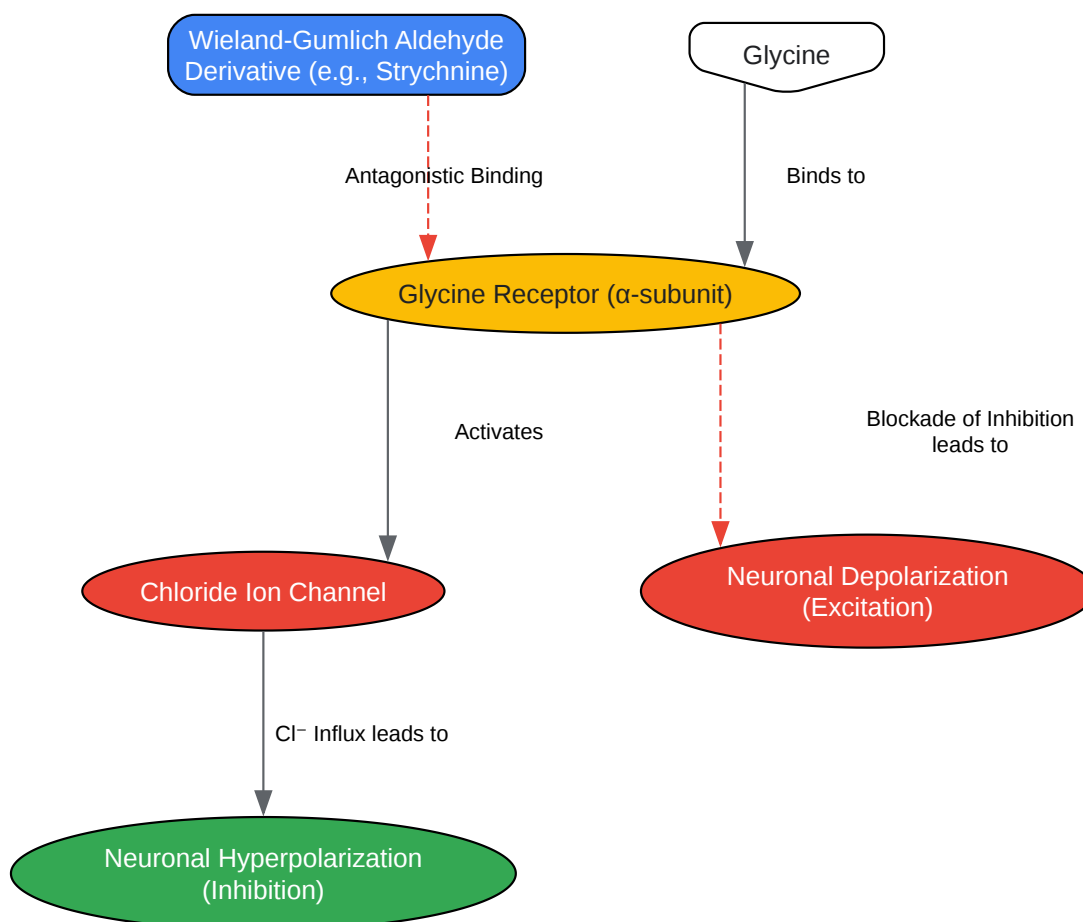 Wieland-Gumlich Aldehyde
Derivative (e.g., Strychnine)
Glycine
Antagonistic Binding
Binds to
Glycine Receptor (α-subunit)
Activates
Blockade of Inhibition
leads to
Chloride Ion Channel
Neuronal Depolarization
(Excitation)
Cl⁻ Influx leads to
Neuronal Hyperpolarization
(Inhibition)